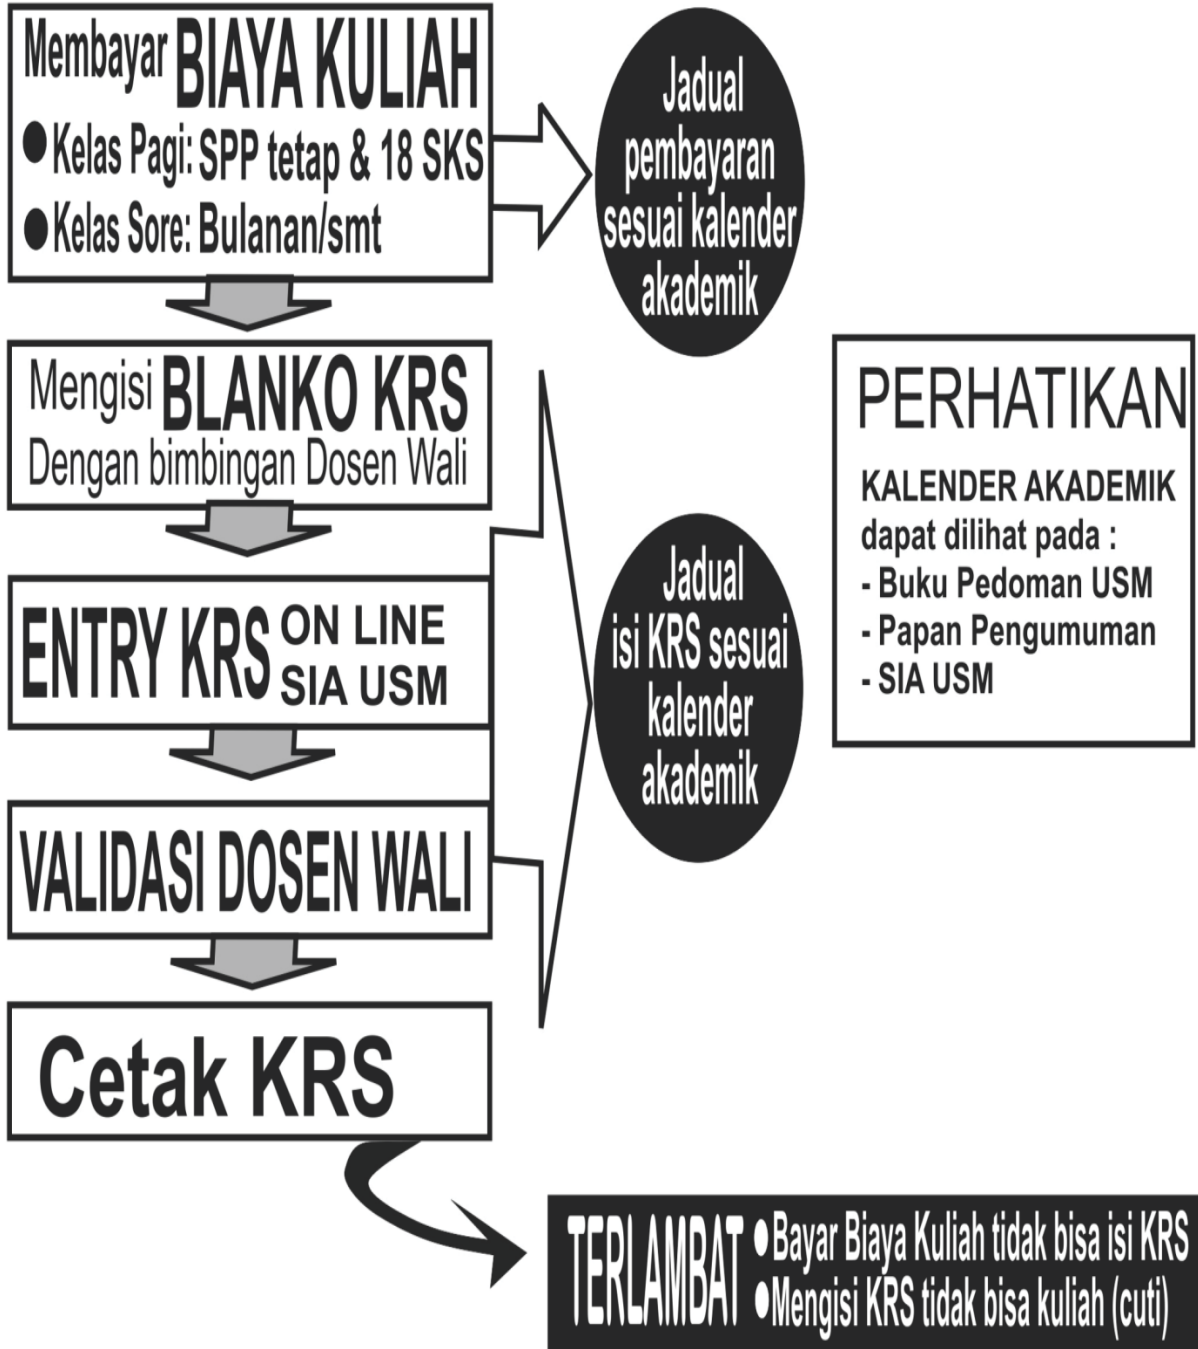 Membayar BIAYA KULIAH
● Kelas Pagi: SPP tetap & 18 SKS
● Kelas Sore: Bulanan/smt
Jadual
pembayaran
sesuai kalender
akademik
Mengisi BLANKO KRS
Dengan bimbingan Dosen Wali
ENTRY KRS ON LINE
SIA USM
VALIDASI DOSEN WALI
Cetak KRS
Jadual
isi KRS sesuai
kalender
akademik
PERHATIKAN
KALENDER AKADEMIK
dapat dilihat pada :
- Buku Pedoman USM
- Papan Pengumuman
- SIA USM
TERLAMBAT ● Bayar Biaya Kuliah tidak bisa isi KRS
● Mengisi KRS tidak bisa kuliah (cuti)